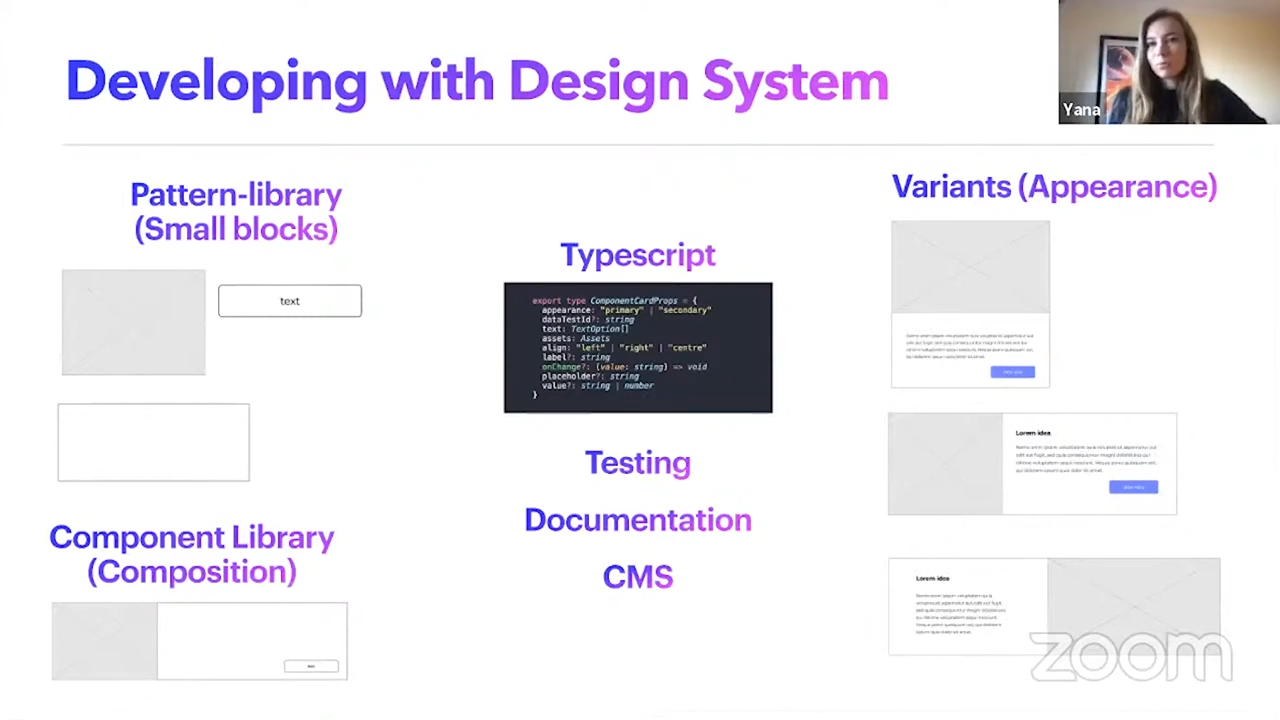 Developing with Design System
Yana
Pattern-library
(Small blocks)
text
Component Library
(Composition)
text
Typescript
export type ComponentCardProps = {
appearance: "primary" | "secondary"
dataTestId?: string
text: TextOption[]
assets: Assets
align: "left" | "right" | "centre"
label?: string
onChange?: (value: string) => void
placeholder?: string
value?: string | number
}
Testing
Documentation
CMS
Variants (Appearance)
Lorem idea
Lorem idea
zoom